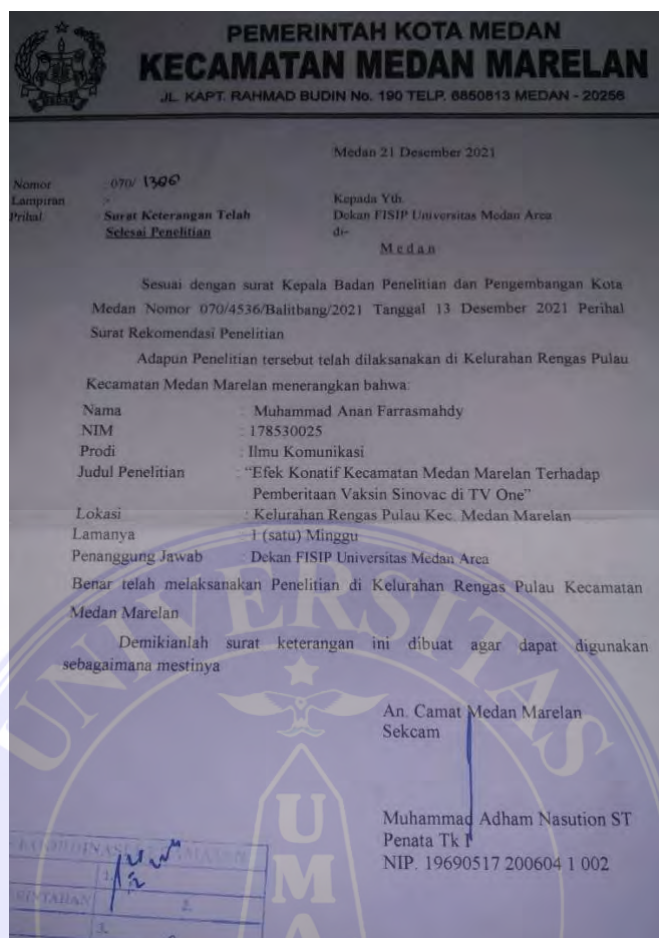 PEMERINTAH KOTA MEDAN
KECAMATAN MEDAN MARELAN
JL. KAPT. RAHMAD BUDIN No. 190 TELP. 6850813 MEDAN - 20256
Medan 21 Desember 2021
Nomor : 070/ 1306
Lampiran : -
Prihal : Surat Keterangan Telah
Selesai Penelitian
Kepada Yth.
Dekan FISIP Universitas Medan Area
di-
Medan
Sesuai dengan surat Kepala Badan Penelitian dan Pengembangan Kota
Medan Nomor 070/4536/Balitbang/2021 Tanggal 13 Desember 2021 Perihal
Surat Rekomendasi Penelitian
Adapun Penelitian tersebut telah dilaksanakan di Kelurahan Rengas Pulau
Kecamatan Medan Marelan menerangkan bahwa:
Nama : Muhammad Anan Farrasmahdy
NIM : 178530025
Prodi : Ilmu Komunikasi
Judul Penelitian : “Efek Konatif Kecamatan Medan Marelan Terhadap
Pemberitaan Vaksin Sinovac di TV One”
Lokasi : Kelurahan Rengas Pulau Kec. Medan Marelan
Lamanya : 1 (satu) Minggu
Penanggung Jawab : Dekan FISIP Universitas Medan Area
Benar telah melaksanakan Penelitian di Kelurahan Rengas Pulau Kecamatan
Medan Marelan
Demikianlah surat keterangan ini dibuat agar dapat digunakan
sebagaimana mestinya
An. Camat Medan Marelan
Sekcam
Muhammad Adham Nasution ST
Penata Tk I
NIP. 19690517 200604 1 002
UNIVERSITAS
UMA
1.
2.
3.